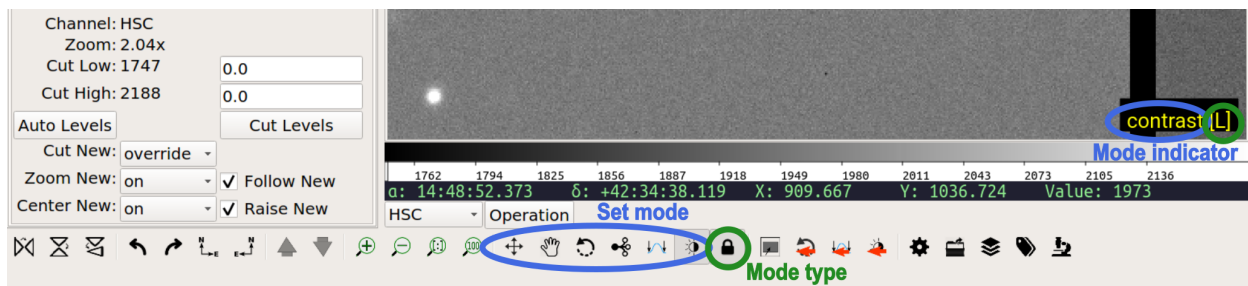 Channel: HSC
Zoom: 2.04x
Cut Low: 1747 0.0
Cut High: 2188 0.0
Auto Levels Cut Levels
Cut New: override
Zoom New: on Follow New
Center New: on Raise New
contrast [L]
Mode indicator
1762 1794 1825 1856 1887 1918 1949 1980 2011 2043 2073 2105 2136
α: 14:48:52.373 δ: +42:34:38.119 X: 909.667 Y: 1036.724 Value: 1973
HSC Operation
Set mode
Mode type